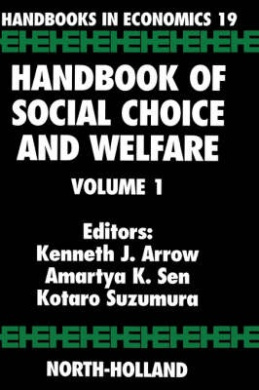 HANDBOOKS IN ECONOMICS 19
HANDBOOK OF
SOCIAL CHOICE
AND WELFARE
VOLUME 1
Editors:
Kenneth J. Arrow
Amartya K. Sen
Kotaro Suzumura
NORTH-HOLLAND